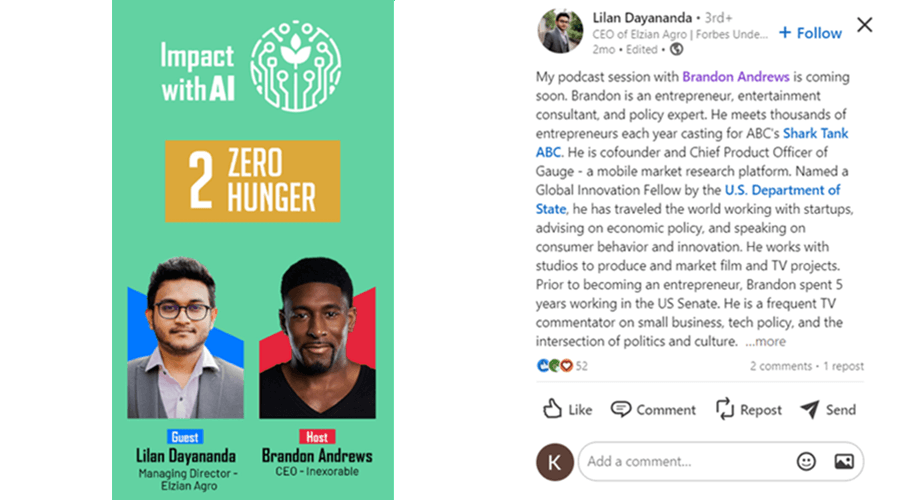 Impact
with AI
2 ZERO
HUNGER
Guest
Lilan Dayananda
Managing Director -
Elzian Agro
Host
Brandon Andrews
CEO - Inexorable
Lilan Dayananda • 3rd+
CEO of Elzian Agro | Forbes Unde...
2mo • Edited •
+ Follow
My podcast session with Brandon Andrews is coming
soon. Brandon is an entrepreneur, entertainment
consultant, and policy expert. He meets thousands of
entrepreneurs each year casting for ABC's Shark Tank
ABC. He is cofounder and Chief Product Officer of
Gauge - a mobile market research platform. Named a
Global Innovation Fellow by the U.S. Department of
State, he has traveled the world working with startups,
advising on economic policy, and speaking on
consumer behavior and innovation. He works with
studios to produce and market film and TV projects.
Prior to becoming an entrepreneur, Brandon spent 5
years working in the US Senate. He is a frequent TV
commentator on small business, tech policy, and the
intersection of politics and culture. ...more
52
2 comments • 1 repost
Like
Comment
Repost
Send
K
Add a comment...